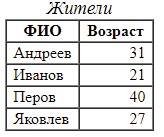 Жители
ФИО Возраст
Андреев 31
Иванов 21
Перов 40
Яковлев 27